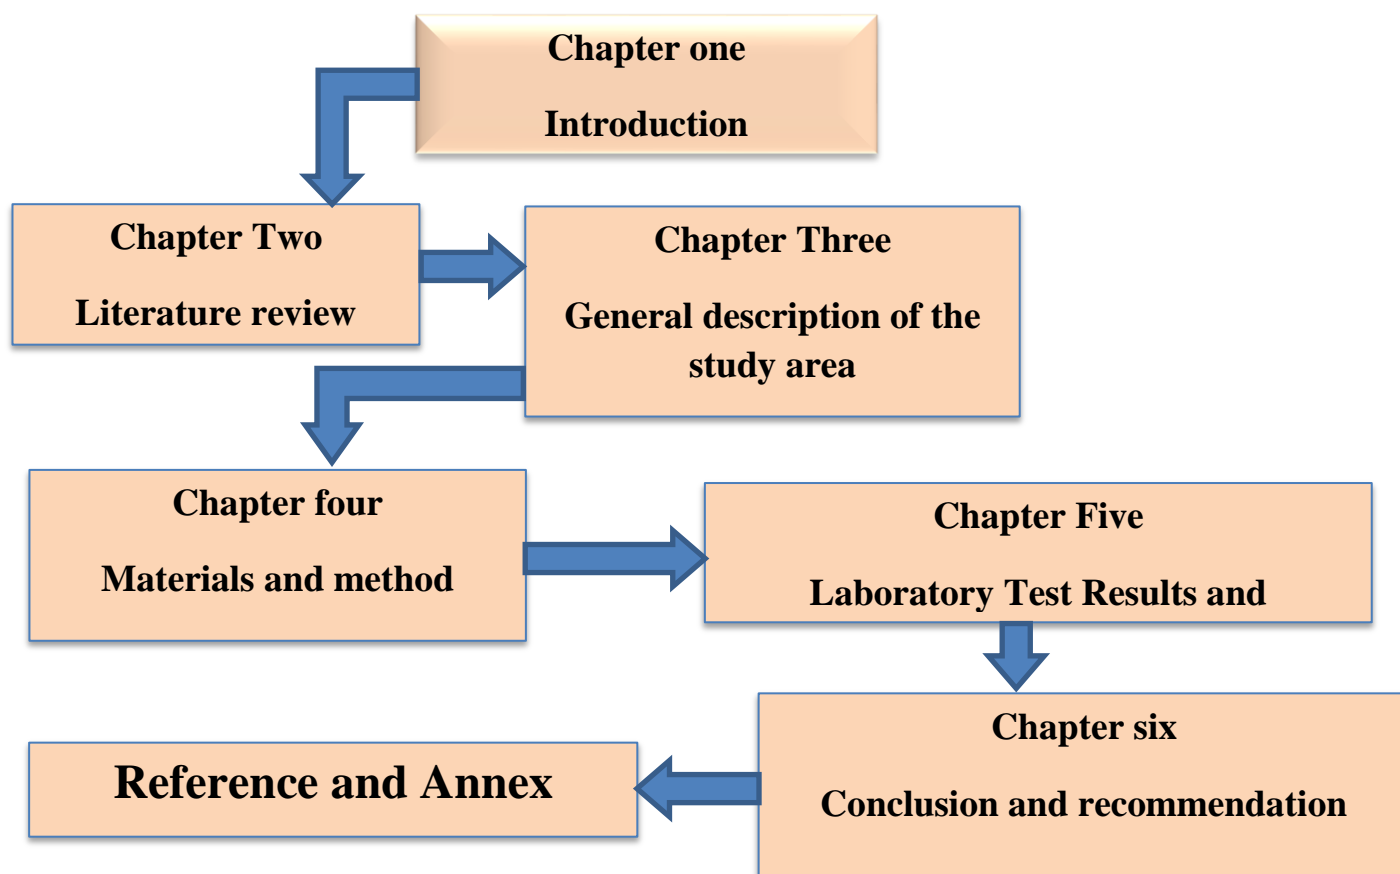 Chapter one
Introduction
Chapter Two
Literature review
Chapter Three
General description of the
study area
Chapter four
Materials and method
Chapter Five
Laboratory Test Results and
Chapter six
Conclusion and recommendation
Reference and Annex